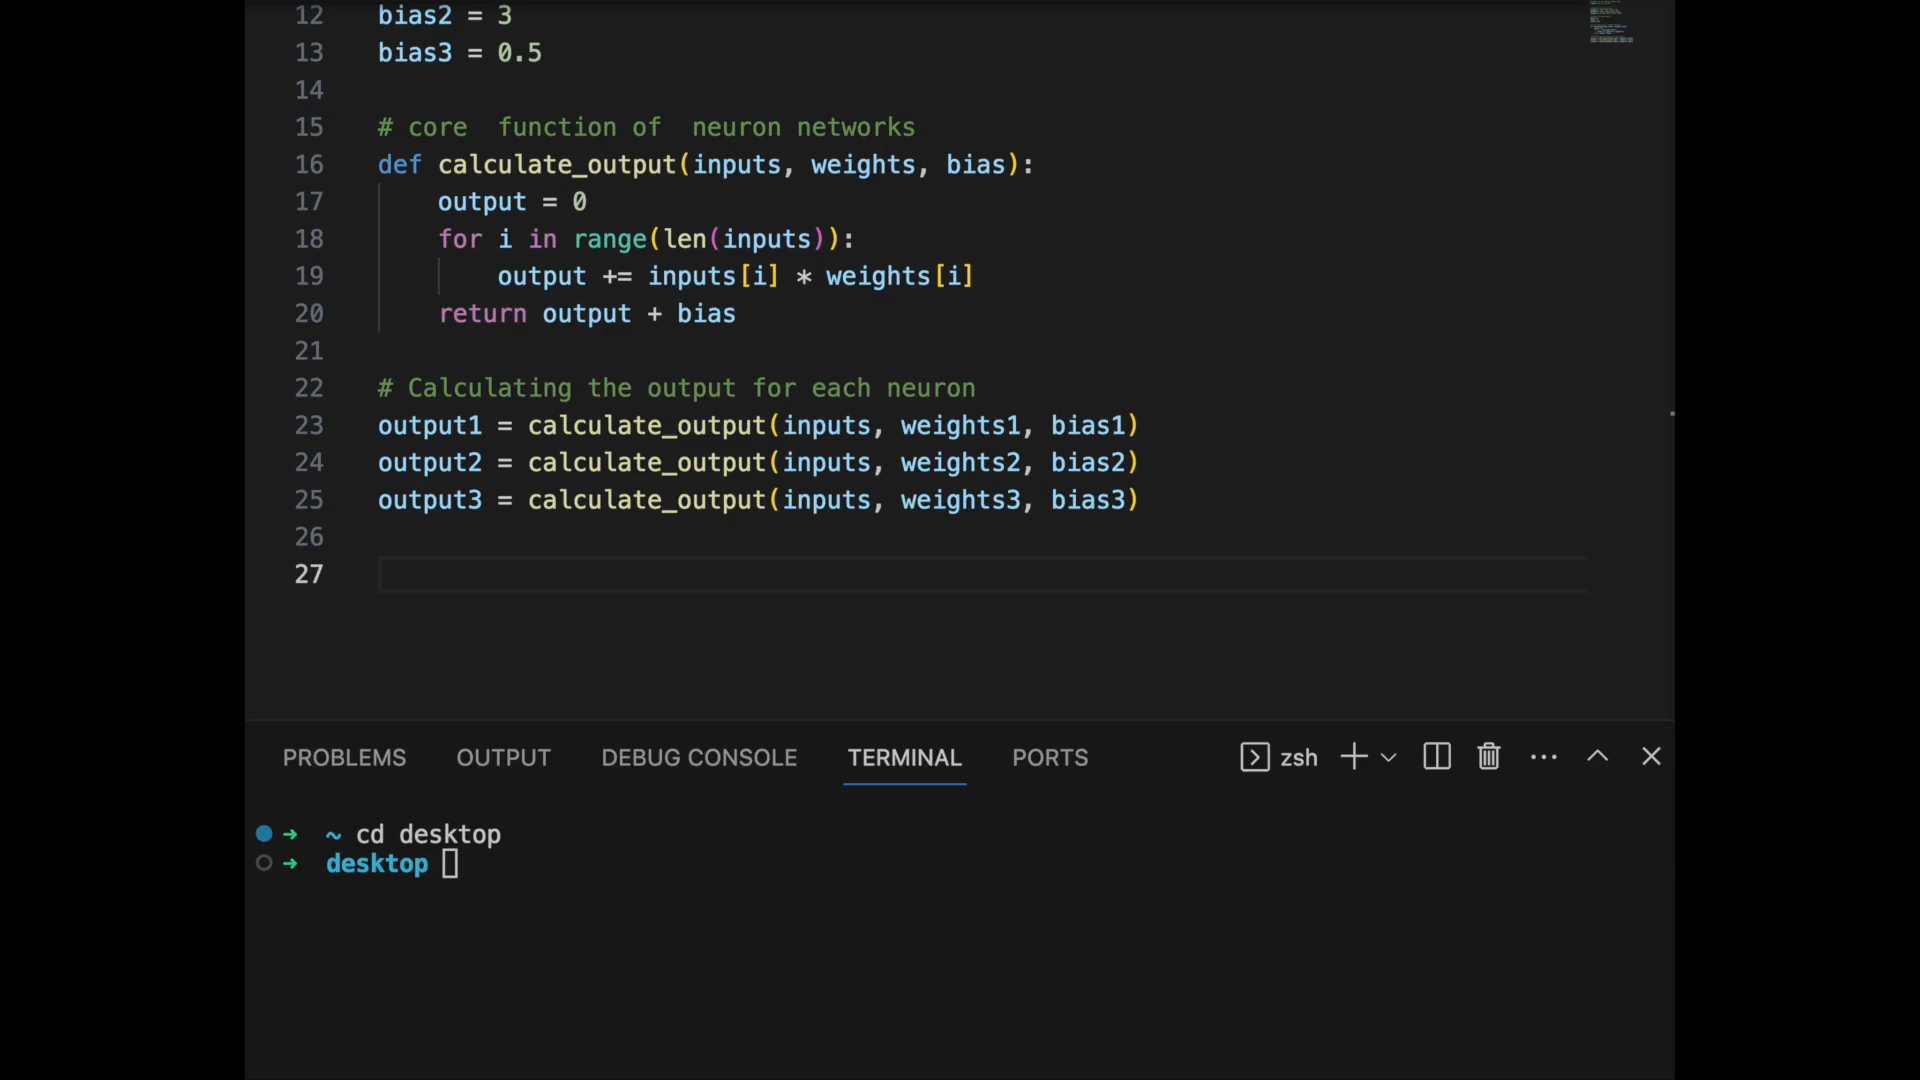 12 bias2 = 3
13 bias3 = 0.5
14
15 # core  function of  neuron networks
16 def calculate_output(inputs, weights, bias):
17     output = 0
18     for i in range(len(inputs)):
19         output += inputs[i] * weights[i]
20     return output + bias
21
22 # Calculating the output for each neuron
23 output1 = calculate_output(inputs, weights1, bias1)
24 output2 = calculate_output(inputs, weights2, bias2)
25 output3 = calculate_output(inputs, weights3, bias3)
26
27
PROBLEMS OUTPUT DEBUG CONSOLE TERMINAL PORTS zsh
➜ ~ cd desktop
➜ desktop